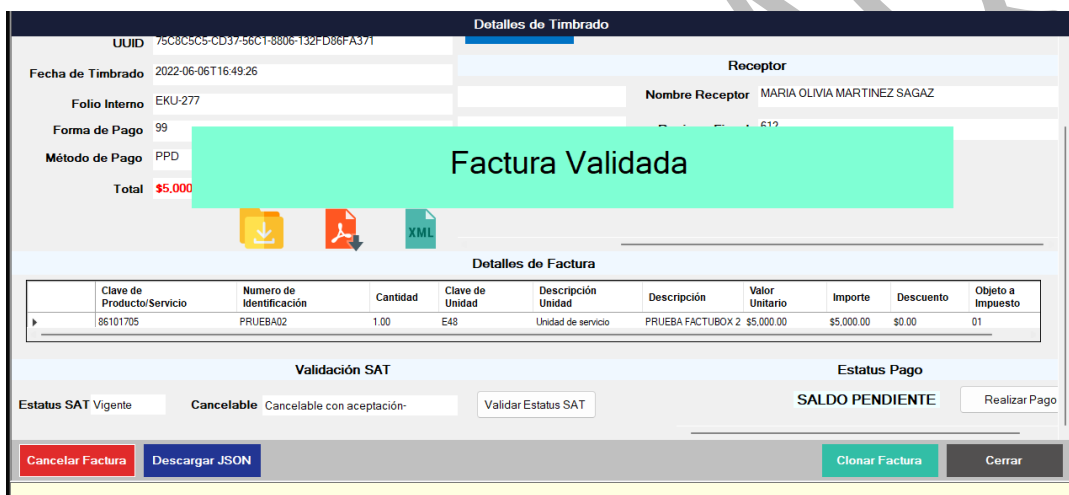 Detalles de Timbrado
UUID 75C8C5C5-CD37-56C1-8806-132FD86FA371
Receptor
Fecha de Timbrado 2022-06-06T16:49:26
Nombre Receptor MARIA OLIVIA MARTINEZ SAGAZ
Folio Interno EKU-277
612
Forma de Pago 99
Factura Validada
Método de Pago PPD
Total $5,000
XML
Detalles de Factura
Clave de Producto/Servicio Numero de Identificación Cantidad Clave de Unidad Descripción Unidad Descripción Valor Unitario Importe Descuento Objeto a Impuesto
86101705 PRUEBA02 1.00 E48 Unidad de servicio PRUEBA FACTUBOX 2 $5,000.00 $5,000.00 $0.00 01
Validación SAT Estatus Pago
Estatus SAT Vigente Cancelable Cancelable con aceptación- Validar Estatus SAT SALDO PENDIENTE Realizar Pago
Cancelar Factura Descargar JSON Clonar Factura Cerrar